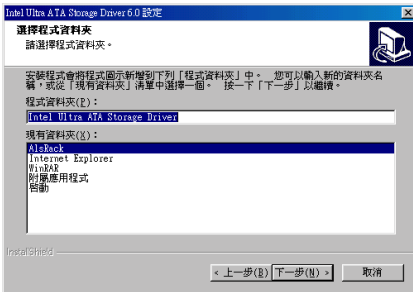 Intel Ultra ATA Storage Driver 6.0 設定
選擇程式資料夾
請選擇程式資料夾。
安裝程式會將程式圖示新增到下列「程式資料夾」中。 您可以輸入新的資料夾名
稱，或從「現有資料夾」清單中選擇一個。 按一下「下一步」以繼續。
程式資料夾(P)：
Intel Ultra ATA Storage Driver
現有資料夾(X)：
AlsRack
Internet Explorer
WinRAR
附屬應用程式
啓動
InstallShield
< 上一步(B) 下一步(N) > 取消